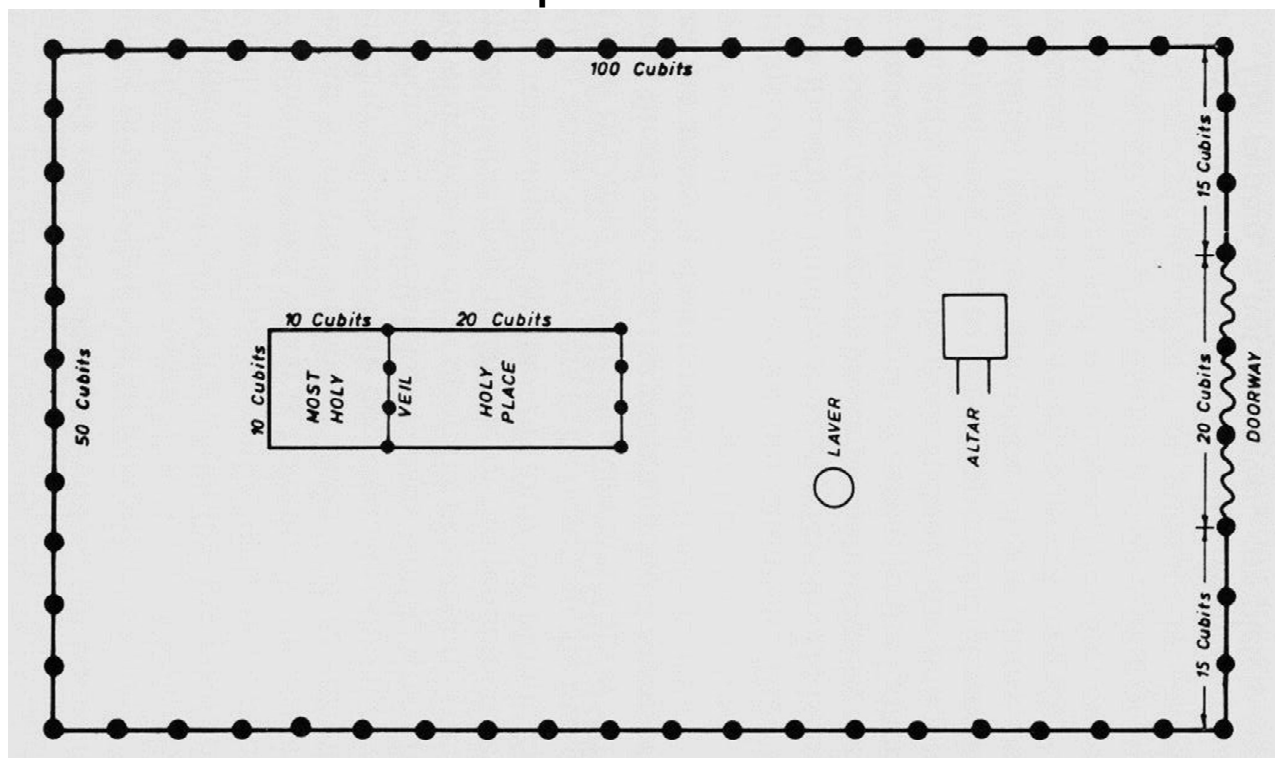 100 Cubits
15 Cubits
10 Cubits
20 Cubits
50 Cubits
10 Cubits
MOST
HOLY
VEIL
HOLY
PLACE
LAVER
ALTAR
20 Cubits
DOORWAY
15 Cubits